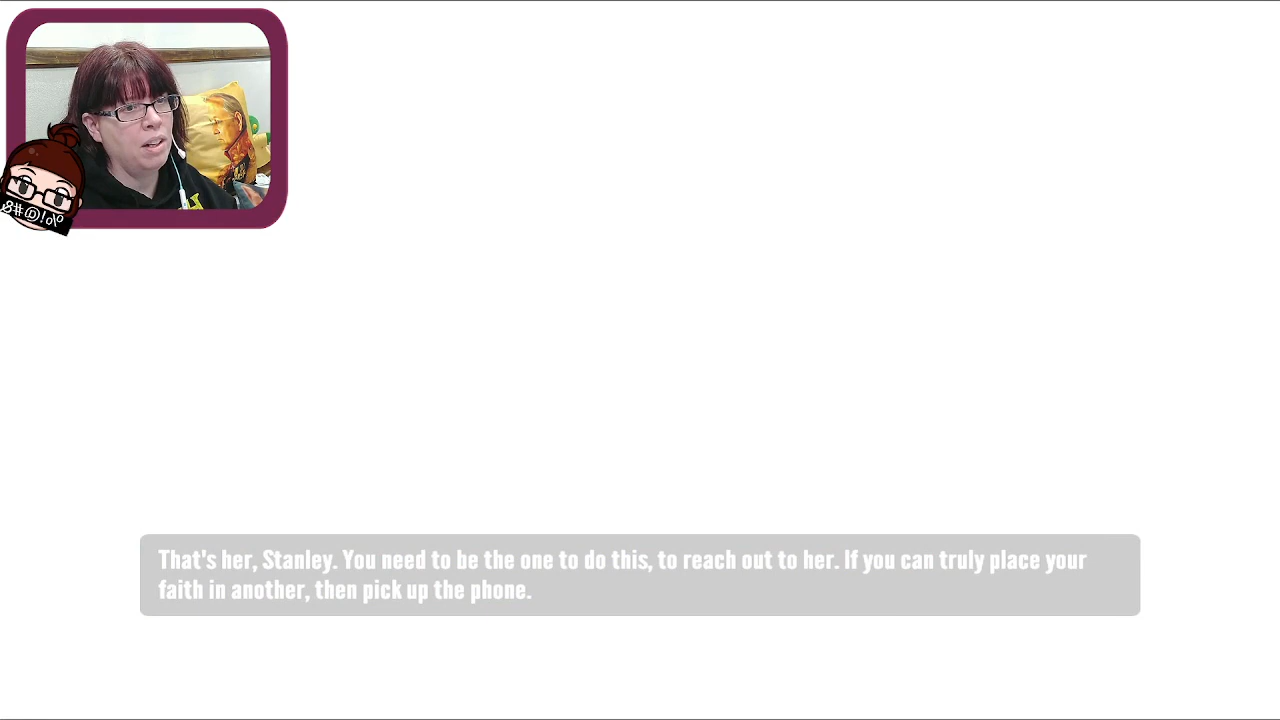 &#@!%
That's her, Stanley. You need to be the one to do this, to reach out to her. If you can truly place your
faith in another, then pick up the phone.